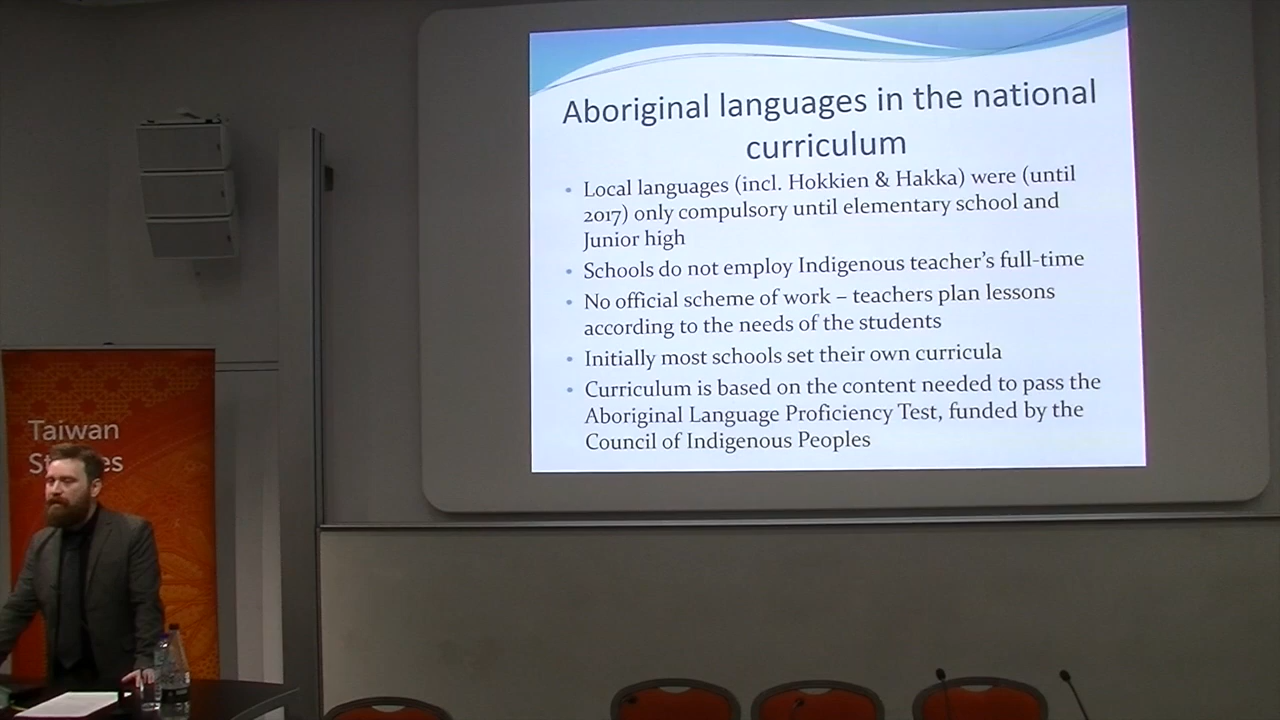 Aboriginal languages in the national
curriculum
• Local languages (incl. Hokkien & Hakka) were (until
2017) only compulsory until elementary school and
Junior high
• Schools do not employ Indigenous teacher's full-time
• No official scheme of work – teachers plan lessons
according to the needs of the students
• Initially most schools set their own curricula
• Curriculum is based on the content needed to pass the
Aboriginal Language Proficiency Test, funded by the
Council of Indigenous Peoples
Taiwan